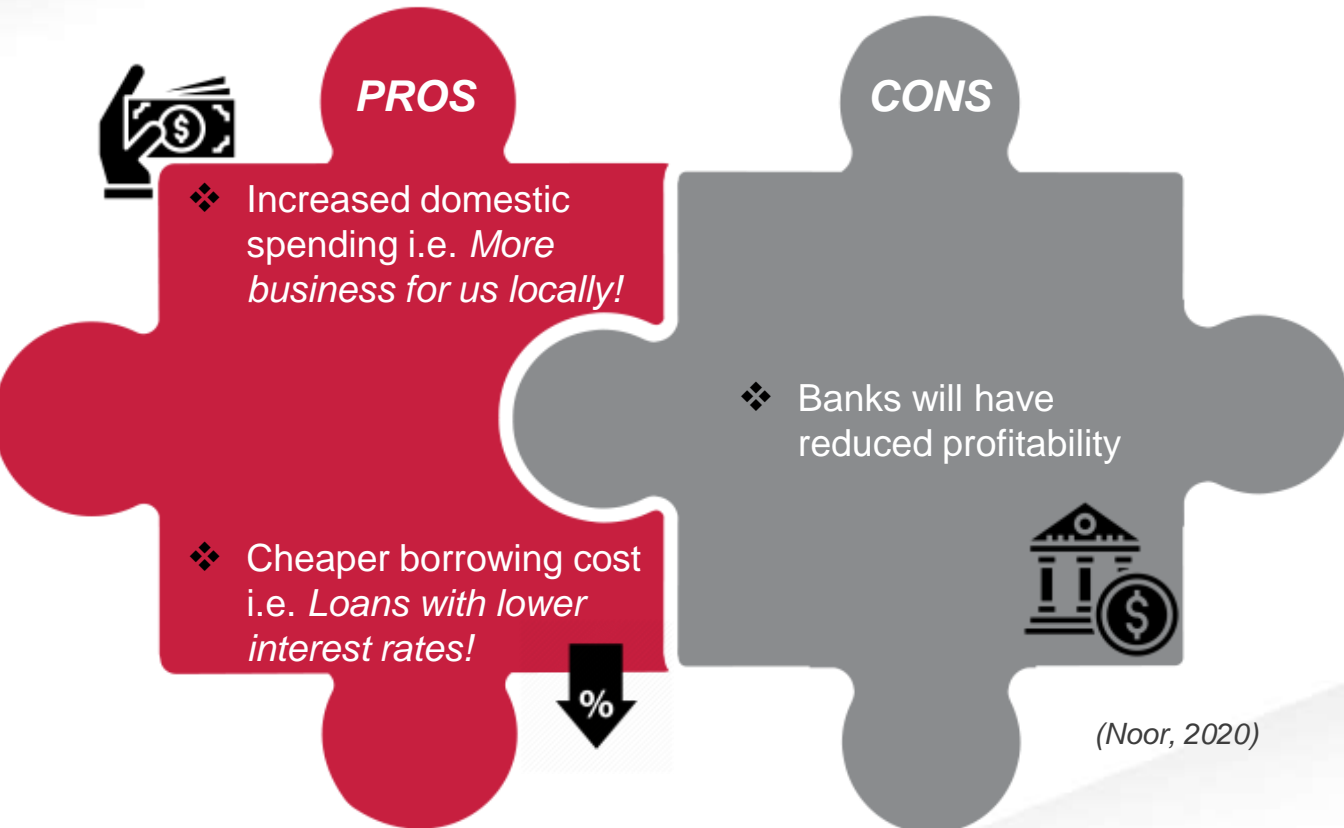 PROS
❖ Increased domestic
spending i.e. More
business for us locally!
❖ Cheaper borrowing cost
i.e. Loans with lower
interest rates!
%
$
CONS
❖ Banks will have
reduced profitability
$
(Noor, 2020)